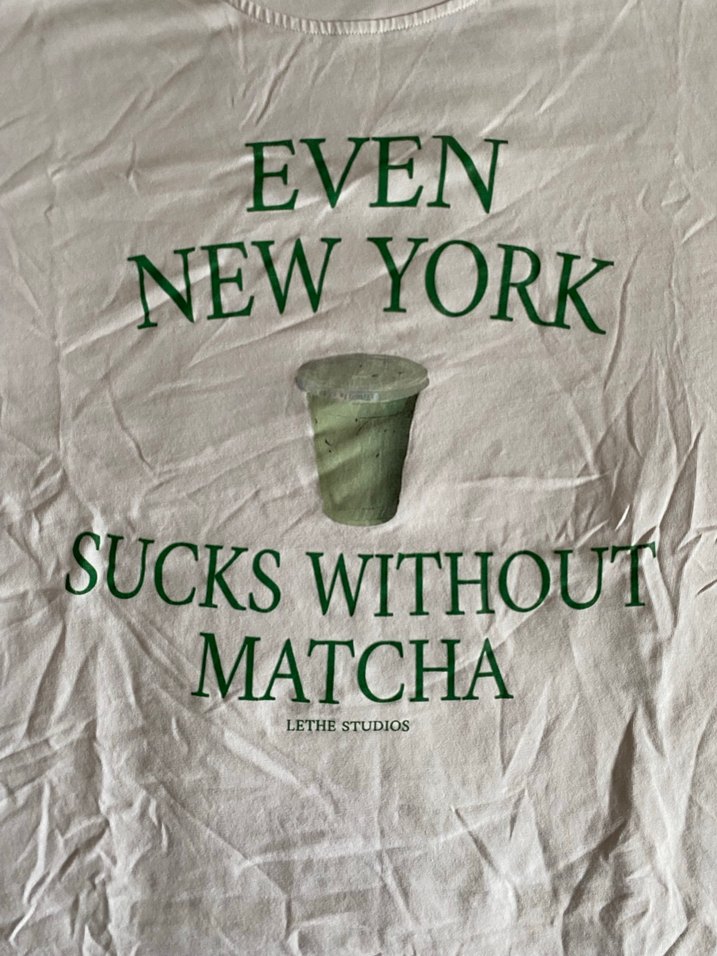 EVEN
NEW YORK
SUCKS WITHOUT
MATCHA
LETHE STUDIOS